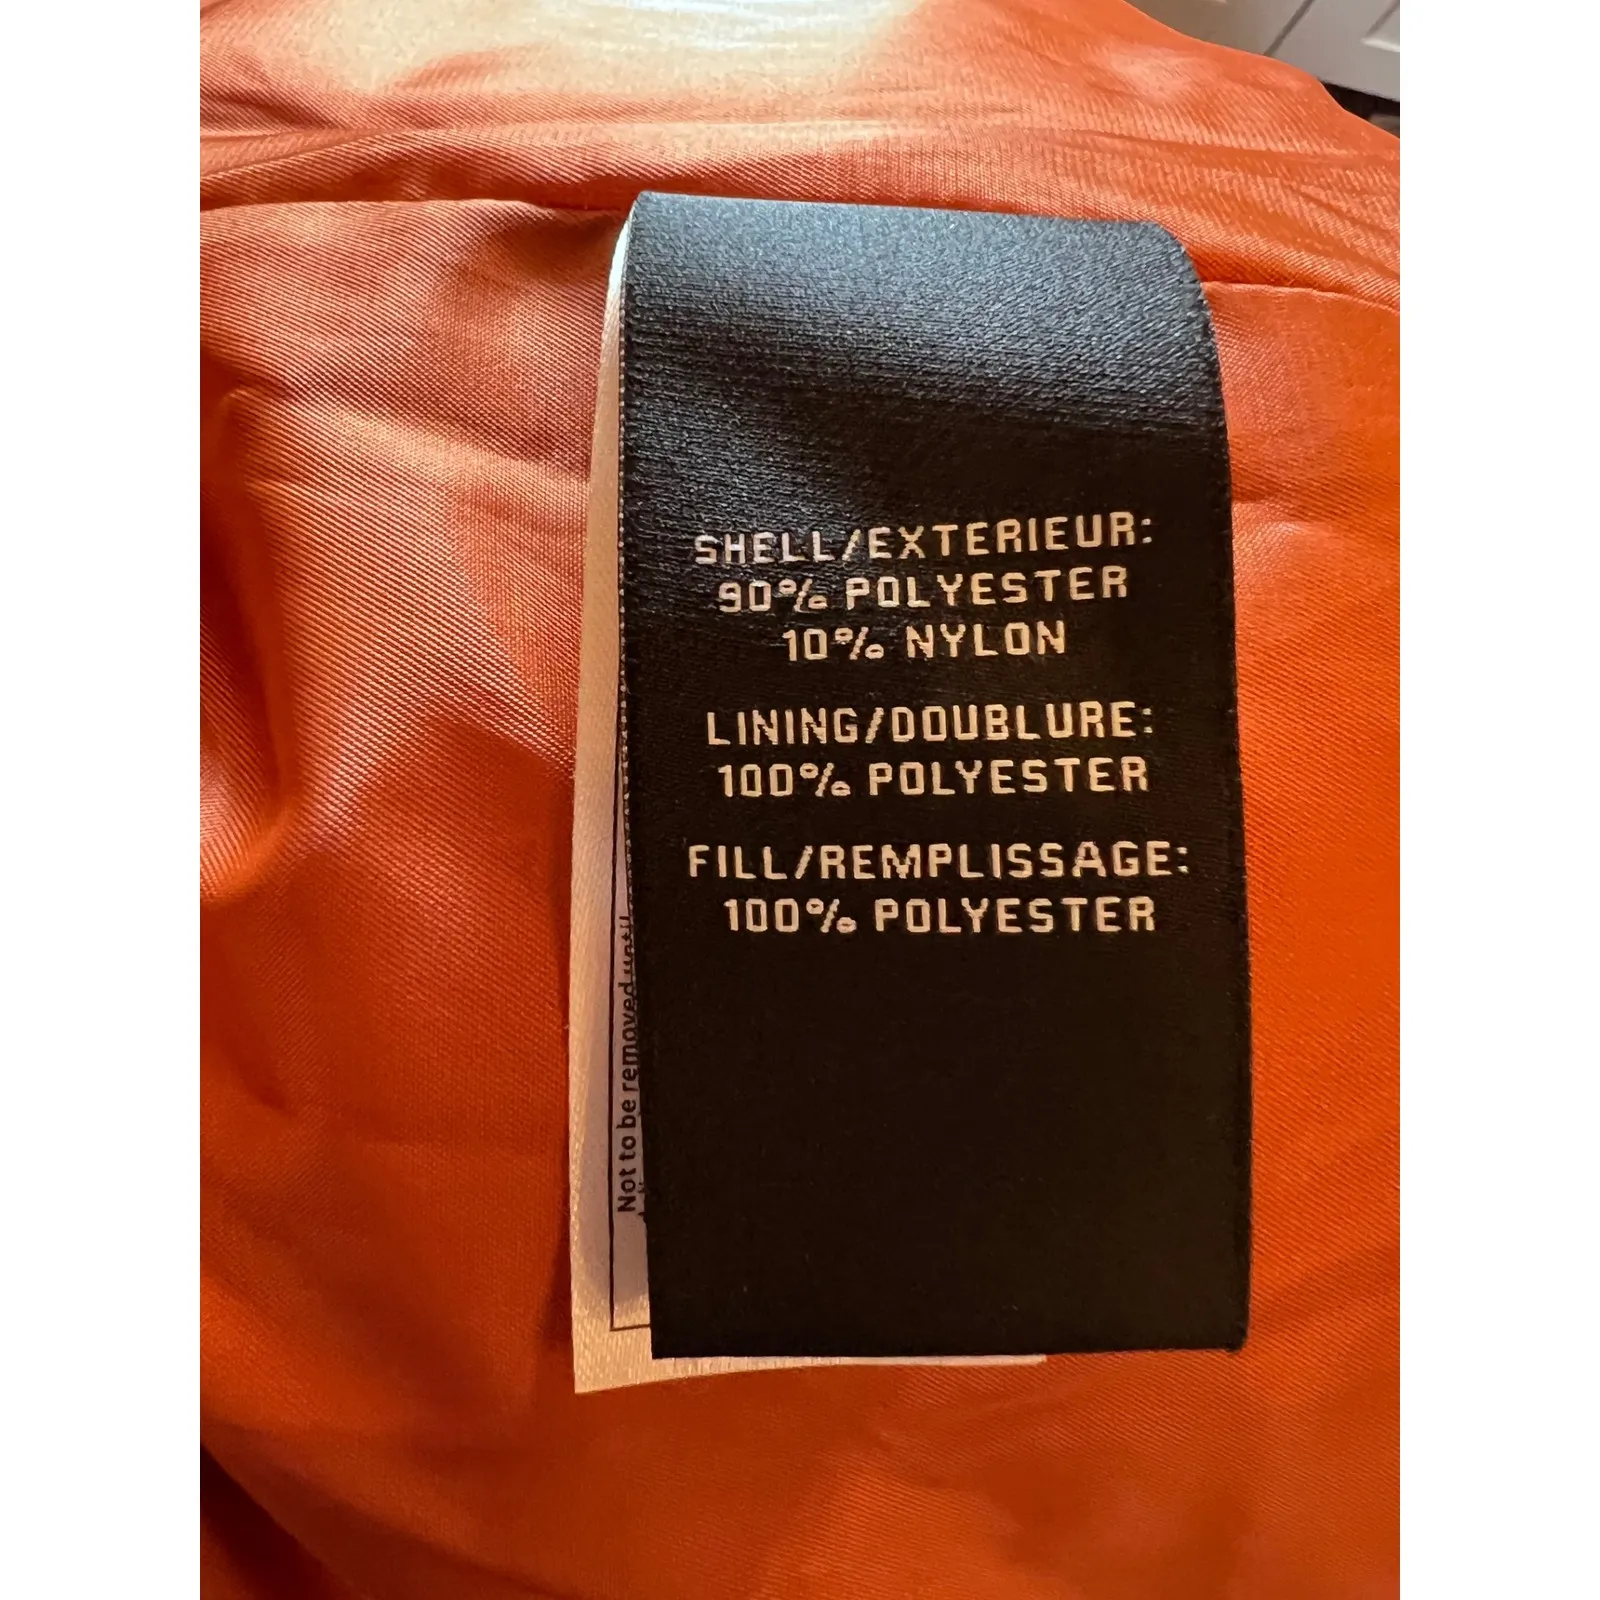 SHELL/EXTERIEUR:
90% POLYESTER
10% NYLON
LINING/DOUBLURE:
100% POLYESTER
FILL/REMPLISSAGE:
100% POLYESTER
Not to be removed until